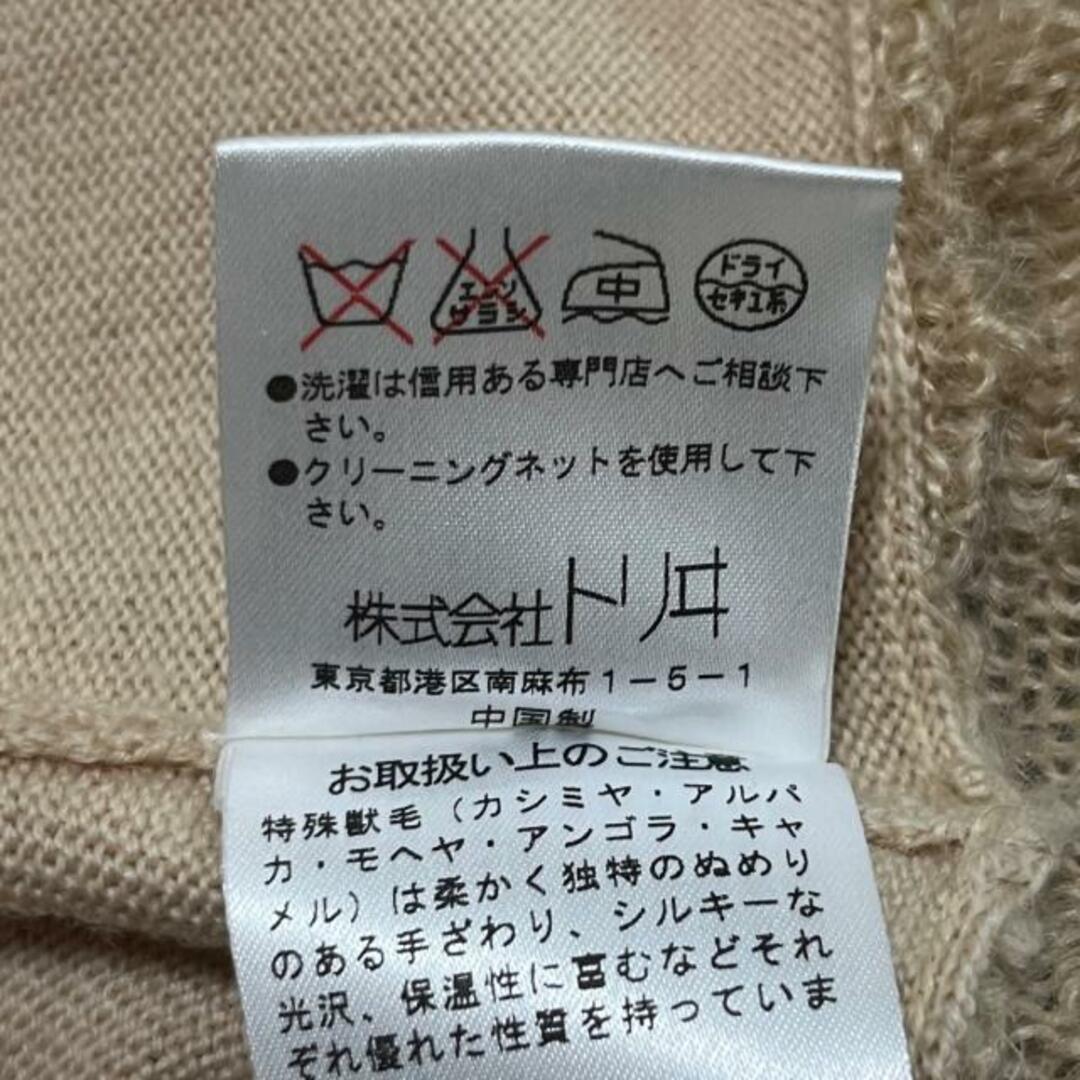 エンソ
サラシ
中
ドライ
セキユ系
●洗濯は信用ある専門店へご相談下
さい。
●クリーニングネットを使用して下
さい。
株式会社トリヰ
東京都港区南麻布1-5-1
中国製
お取扱い上のご注意
特殊獣毛(カシミヤ・アルパ
カ・モヘヤ・アンゴラ・キャ
メル)は柔かく独特のぬめり
のある手ざわり、シルキーな
光沢、保温性に富むなどそれ
ぞれ優れた性質を持っていま